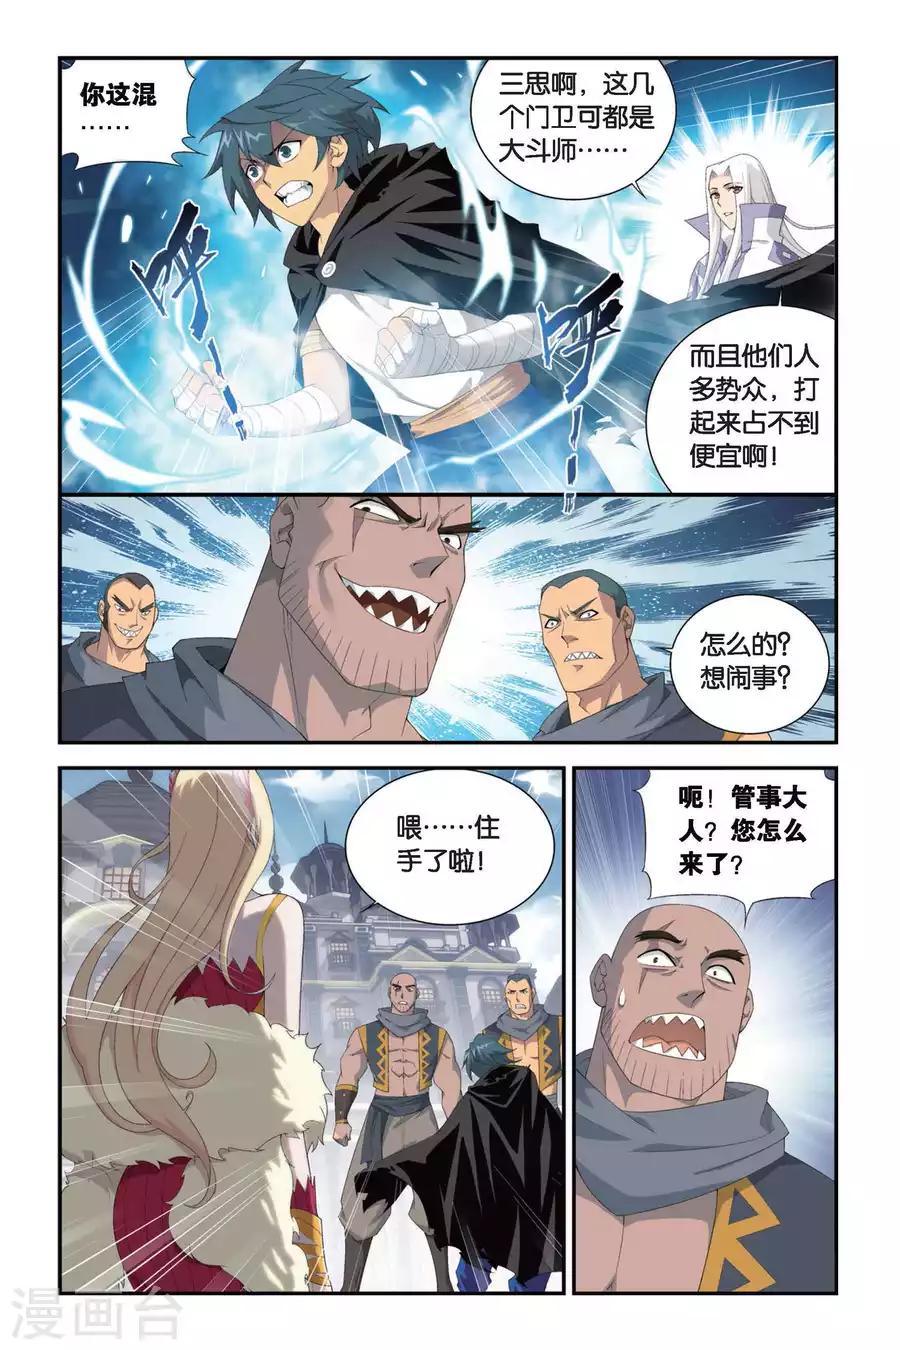 你这混
……
三思啊，这几
个门卫可都是
大斗师……
呼
呼
而且他们人
多势众，打
起来占不到
便宜啊！
怎么的？
想闹事？
喂……住
手了啦！
呃！管事大
人？您怎么
来了？
漫画台